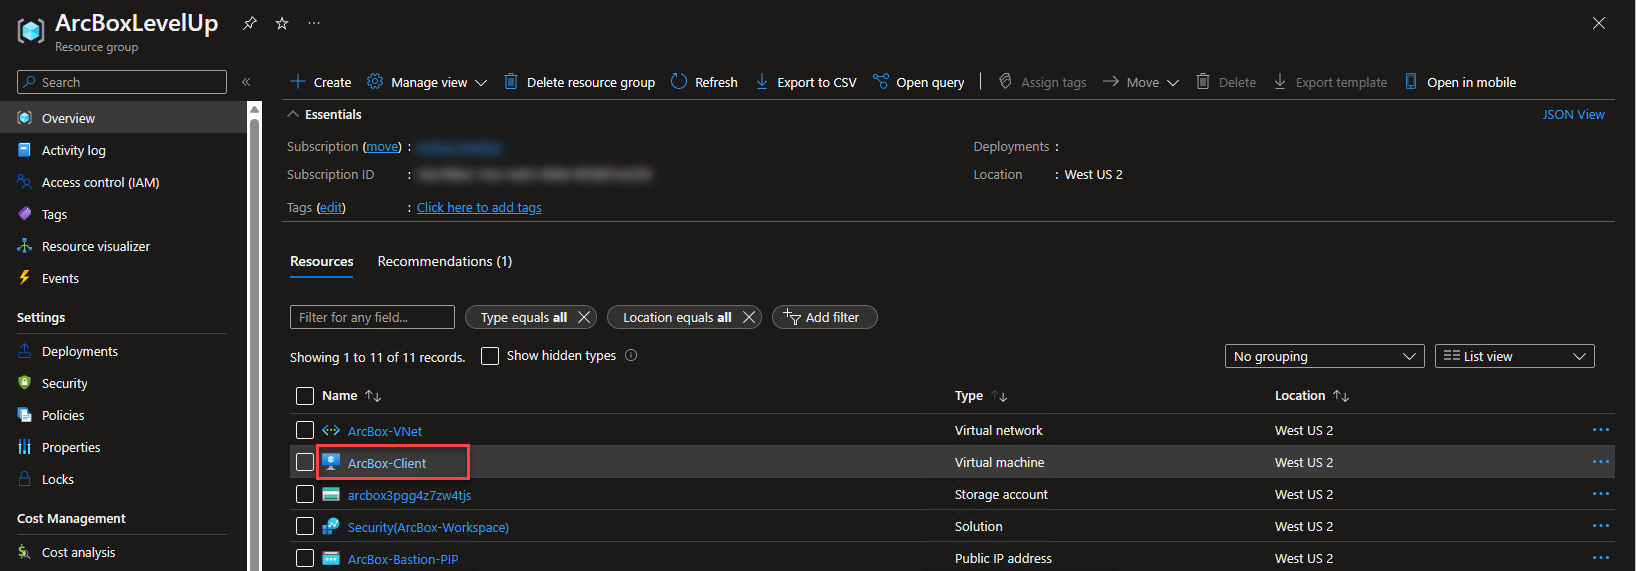 ArcBoxLevelUp
Resource group
Search
Overview
Activity log
Access control (IAM)
Tags
Resource visualizer
Events
Settings
Deployments
Security
Policies
Properties
Locks
Cost Management
Cost analysis
Create Manage view Delete resource group Refresh Export to CSV Open query Assign tags Move Delete Export template Open in mobile
Essentials JSON View
Subscription (move) : Deployments :
Subscription ID : Location : West US 2
Tags (edit) : Click here to add tags
Resources Recommendations (1)
Filter for any field... Type equals all Location equals all Add filter
Showing 1 to 11 of 11 records. Show hidden types No grouping List view
Name Type Location
ArcBox-VNet Virtual network West US 2
ArcBox-Client Virtual machine West US 2
arcbox3pgg4z7zw4tjs Storage account West US 2
Security(ArcBox-Workspace) Solution West US 2
ArcBox-Bastion-PIP Public IP address West US 2